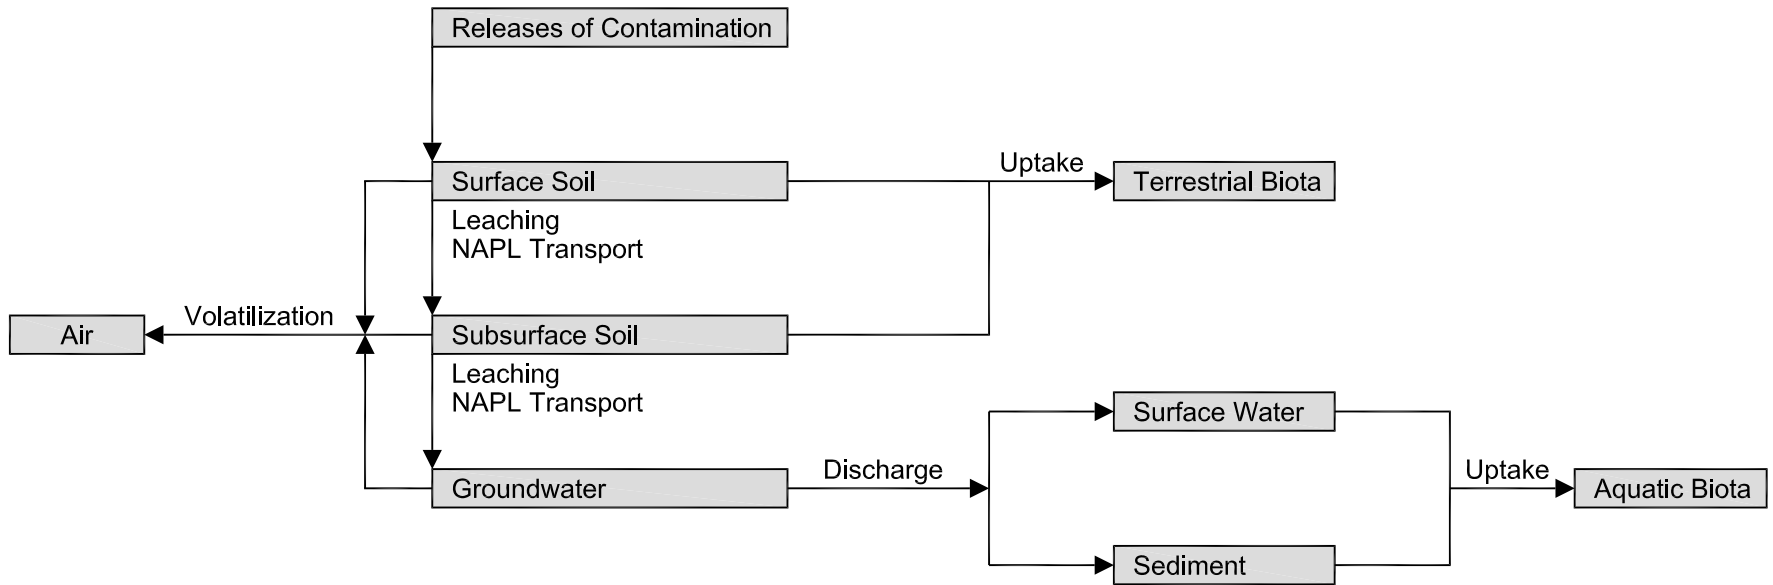 Releases of Contamination
Uptake
Surface Soil
Terrestrial Biota
Leaching
NAPL Transport
Volatilization
Air
Subsurface Soil
Leaching
NAPL Transport
Surface Water
Discharge
Uptake
Groundwater
Aquatic Biota
Sediment